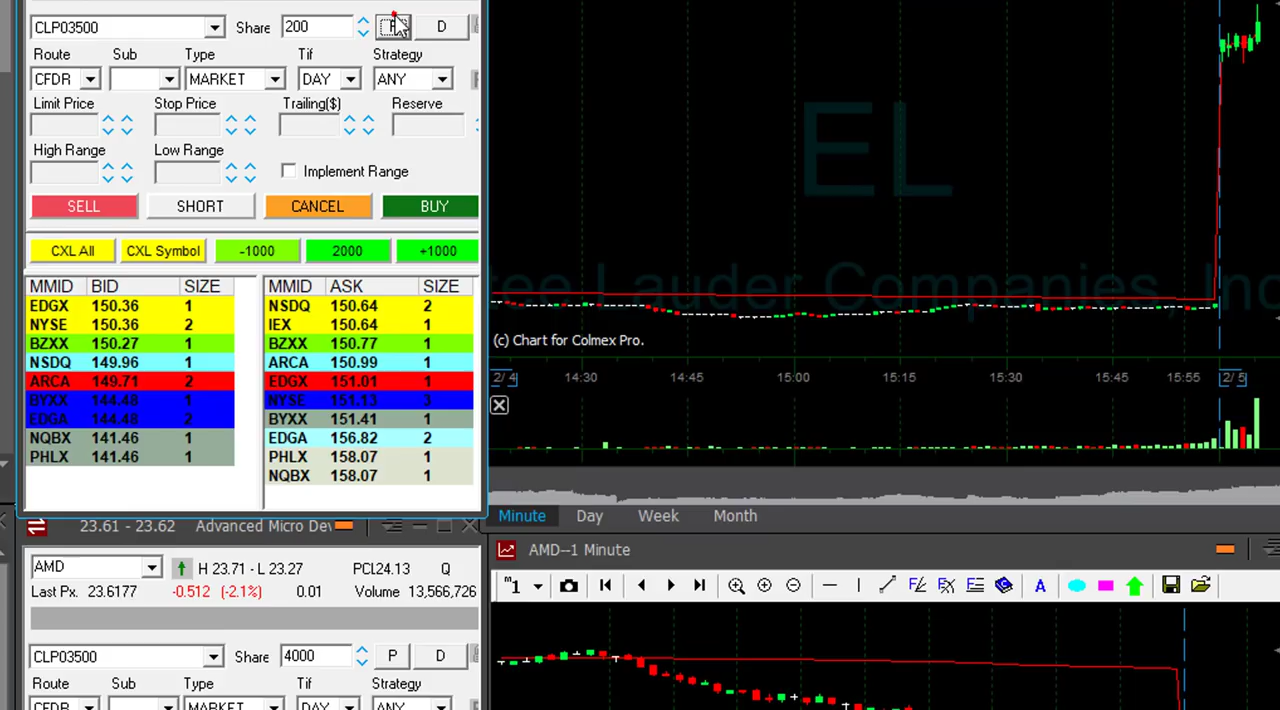 CLP03500 Share 200 D
Route Sub Type Tif Strategy
CFDR MARKET DAY ANY
Limit Price Stop Price Trailing($) Reserve
High Range Low Range
Implement Range
SELL SHORT CANCEL BUY
CXL All CXL Symbol -1000 2000 +1000
MMID BID SIZE MMID ASK SIZE
EDGX 150.36 1 NSDQ 150.64 2
NYSE 150.36 2 IEX 150.64 1
BZXX 150.27 1 BZXX 150.77 1
NSDQ 149.96 1 ARCA 150.99 1
ARCA 149.71 2 EDGX 151.01 1
BYXX 144.48 1 NYSE 151.13 3
EDGA 144.48 2 BYXX 151.41 1
NQBX 141.46 1 EDGA 156.82 2
PHLX 141.46 1 PHLX 158.07 1
NQBX 158.07 1
EL
Lauder Companies, Inc
(c) Chart for Colmex Pro.
2/ 4 14:30 14:45 15:00 15:15 15:30 15:45 15:55 2/ 5
Minute Day Week Month
23.61 - 23.62 Advanced Micro Dev
AMD H 23.71 - L 23.27 PCL24.13 Q
Last Px. 23.6177 -0.512 (-2.1%) 0.01 Volume 13,566,726
CLP03500 Share 4000 P D
Route Sub Type Tif Strategy
CFDR MARKET DAY ANY
AMD--1 Minute
m1 A